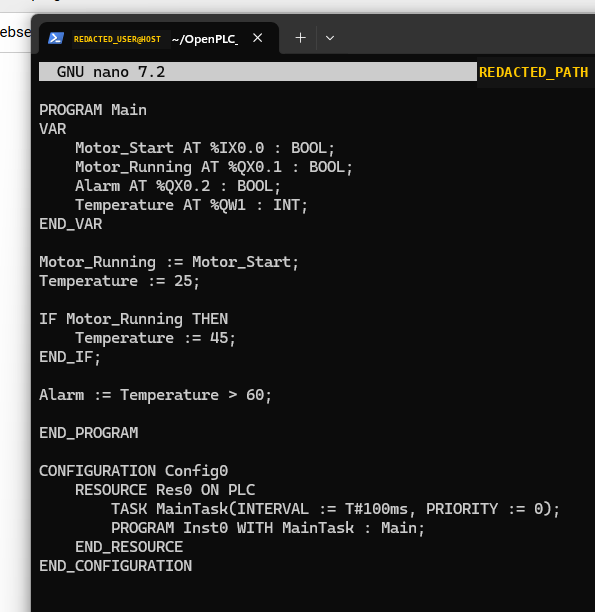 ebse
REDACTED_USER@HOST ~/OpenPLC_
GNU nano 7.2 REDACTED_PATH
PROGRAM Main
VAR
    Motor_Start AT %IX0.0 : BOOL;
    Motor_Running AT %QX0.1 : BOOL;
    Alarm AT %QX0.2 : BOOL;
    Temperature AT %QW1 : INT;
END_VAR

Motor_Running := Motor_Start;
Temperature := 25;

IF Motor_Running THEN
    Temperature := 45;
END_IF;

Alarm := Temperature > 60;

END_PROGRAM

CONFIGURATION Config0
    RESOURCE Res0 ON PLC
        TASK MainTask(INTERVAL := T#100ms, PRIORITY := 0);
        PROGRAM Inst0 WITH MainTask : Main;
    END_RESOURCE
END_CONFIGURATION